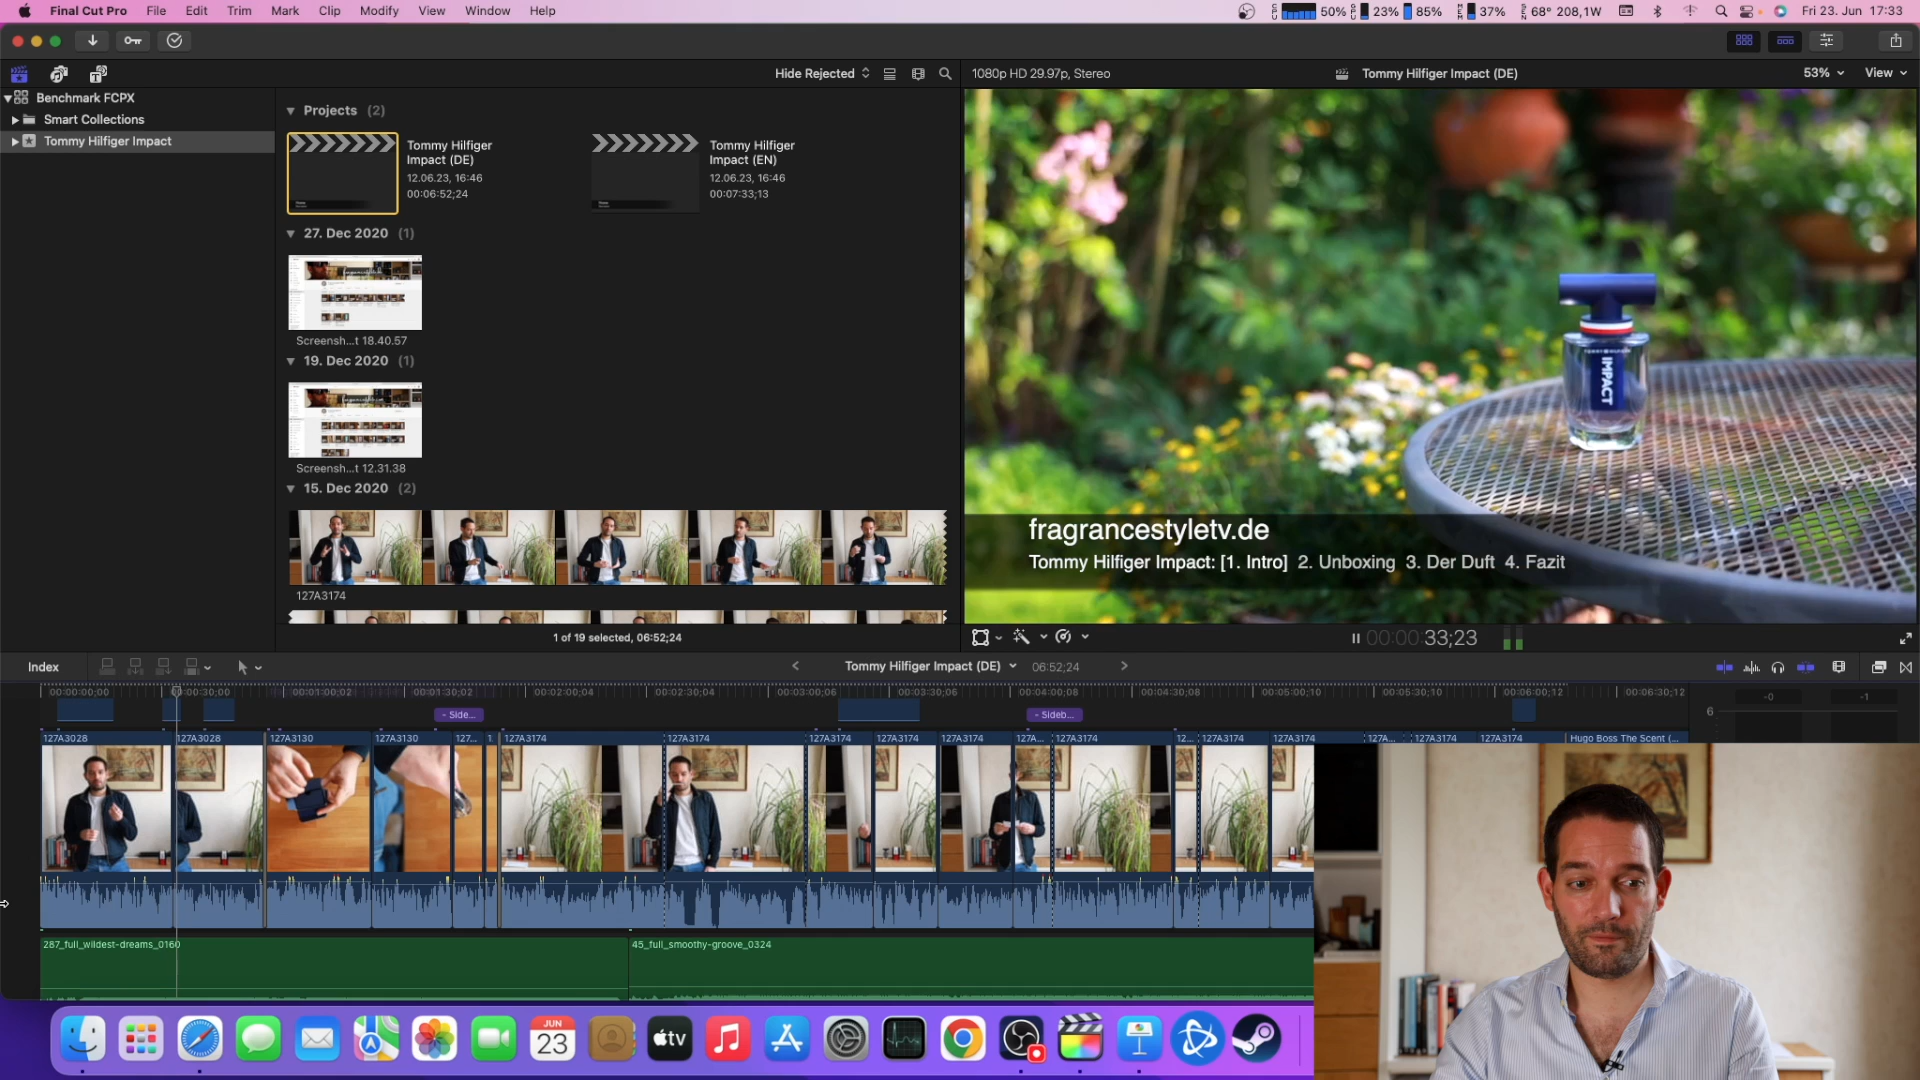 Final Cut Pro File Edit Trim Mark Clip Modify View Window Help
50% 23% 85% 37% 68° 208,1W Fri 23. Jun 17:33
Hide Rejected
1080p HD 29.97p, Stereo
Tommy Hilfiger Impact (DE)
53%
View
Benchmark FCPX
Smart Collections
Tommy Hilfiger Impact
Projects (2)
Tommy Hilfiger
Impact (DE)
12.06.23, 16:46
00:06:52;24
Tommy Hilfiger
Impact (EN)
12.06.23, 16:46
00:07:33;13
27. Dec 2020 (1)
Screensh...t 18.40.57
19. Dec 2020 (1)
Screensh...t 12.31.38
15. Dec 2020 (2)
127A3174
1 of 19 selected, 06:52;24
TOMMY HILFIGER
IMPACT
fragrancestyletv.de
Tommy Hilfiger Impact: [1. Intro] 2. Unboxing 3. Der Duft 4. Fazit
00:00:33;23
Index
Tommy Hilfiger Impact (DE)
06:52;24
00:00:00;00 00:00:30;00 00:01:00;02 00:01:30;02 00:02:00;04 00:02:30;04 00:03:00;06 00:03:30;06 00:04:00;08 00:04:30;08 00:05:00;10 00:05:30;10 00:06:00;12 00:06:30;12
-0 -1
6
- Side...
- Sideb...
127A3028 127A3028 127A3130 127A3130 127... 1. 127A3174 127A3174 127A3174 127A3174 127A3174 127A... 127A3174 12... 127A3174 127A3174 127A... 127A3174 127A3174 Hugo Boss The Scent (...
287_full_wildest-dreams_0160
45_full_smoothy-groove_0324
JUN
23
tv